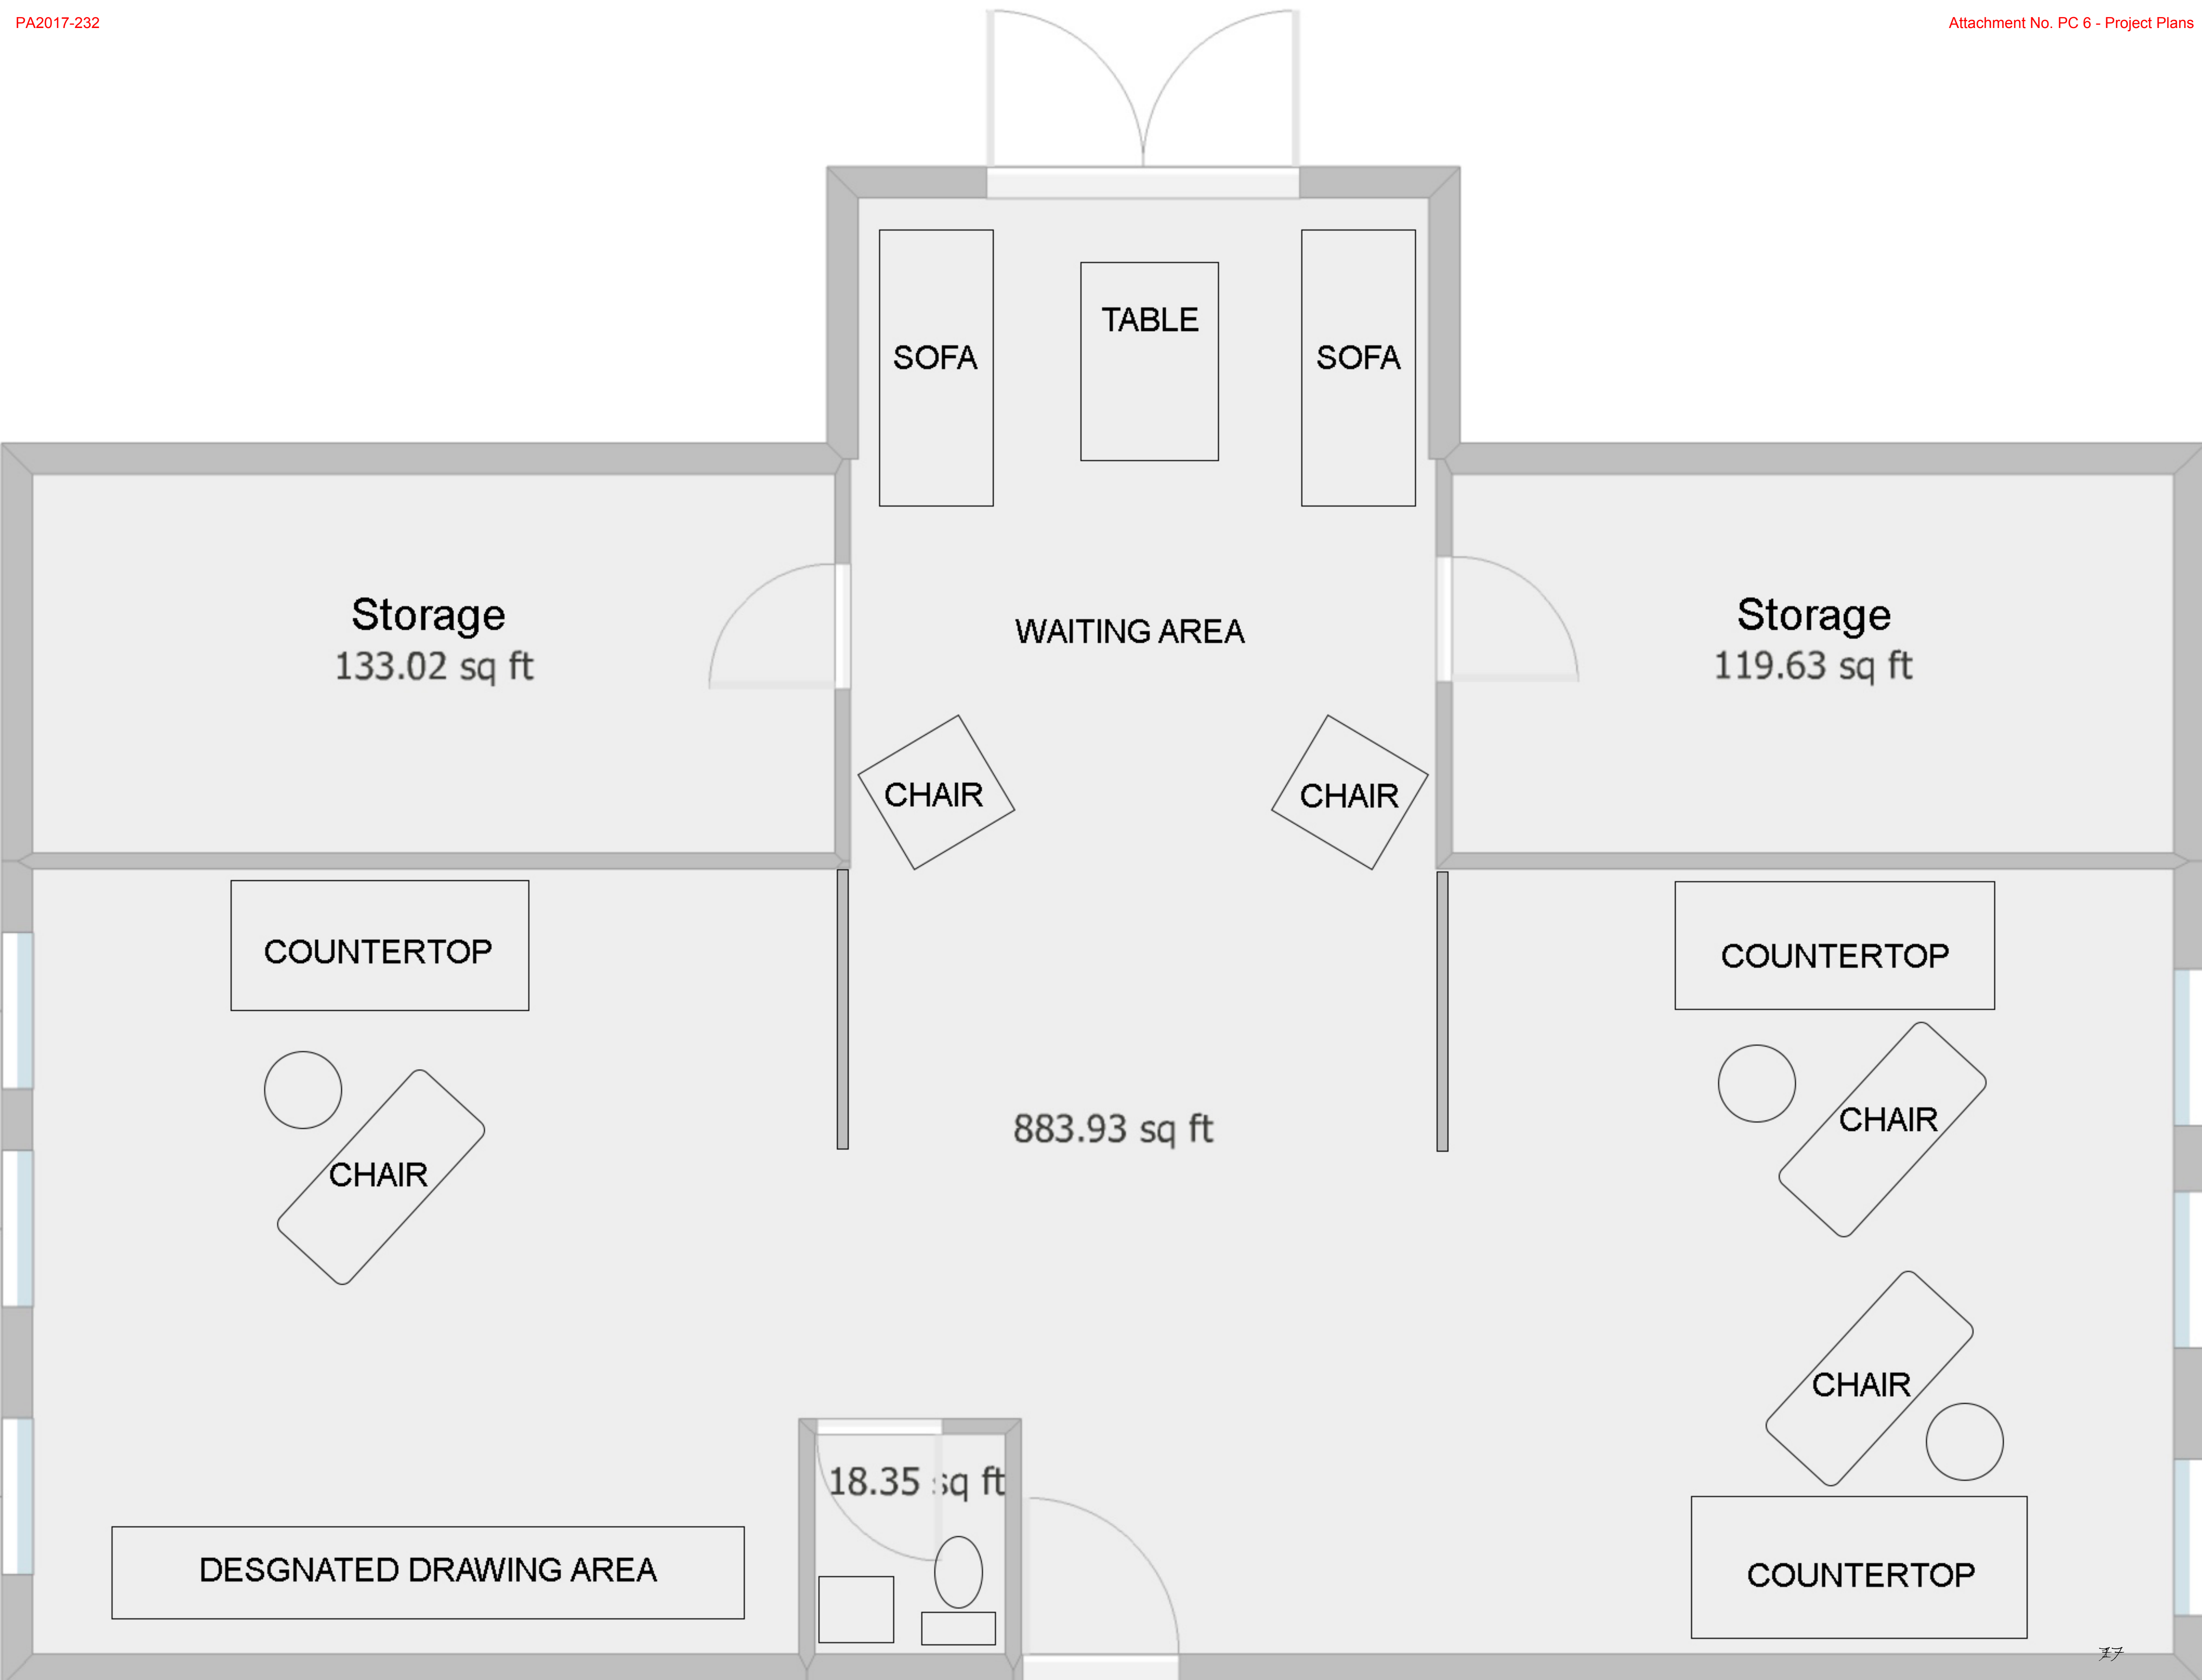 PA2017-232
Attachment No. PC 6 - Project Plans
TABLE
SOFA
SOFA
Storage
133.02 sq ft
WAITING AREA
Storage
119.63 sq ft
CHAIR
CHAIR
COUNTERTOP
COUNTERTOP
CHAIR
883.93 sq ft
CHAIR
CHAIR
18.35 sq ft
DESGNATED DRAWING AREA
COUNTERTOP